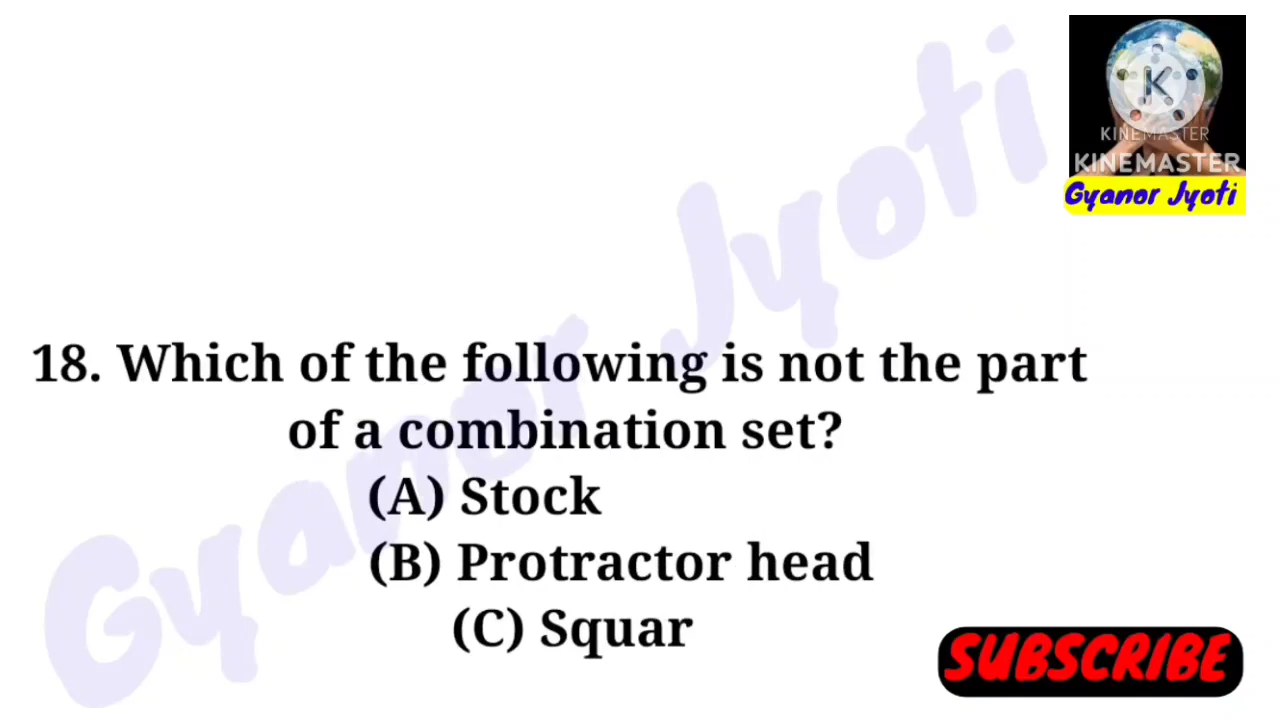 KINEMASTER
KINEMASTER
Gyanor Jyoti
Gyanor Jyoti
18. Which of the following is not the part
of a combination set?
(A) Stock
(B) Protractor head
(C) Squar
SUBSCRIBE